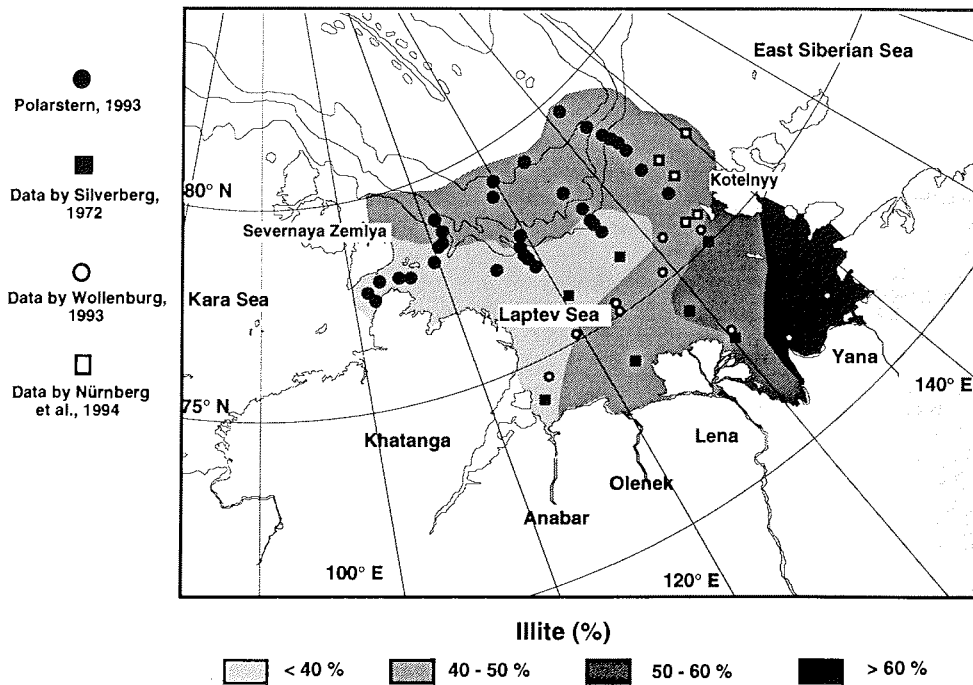 Polarstern, 1993
Data by Silverberg,
1972
Data by Wollenburg,
1993
Data by Nürnberg
et al., 1994
East Siberian Sea
80° N
Kotelnyy
Severnaya Zemlya
Kara Sea
Laptev Sea
Yana
140° E
75° N
Khatanga
Lena
Olenek
Anabar
100° E
120° E
Illite (%)
< 40 %
40 - 50 %
50 - 60 %
> 60 %